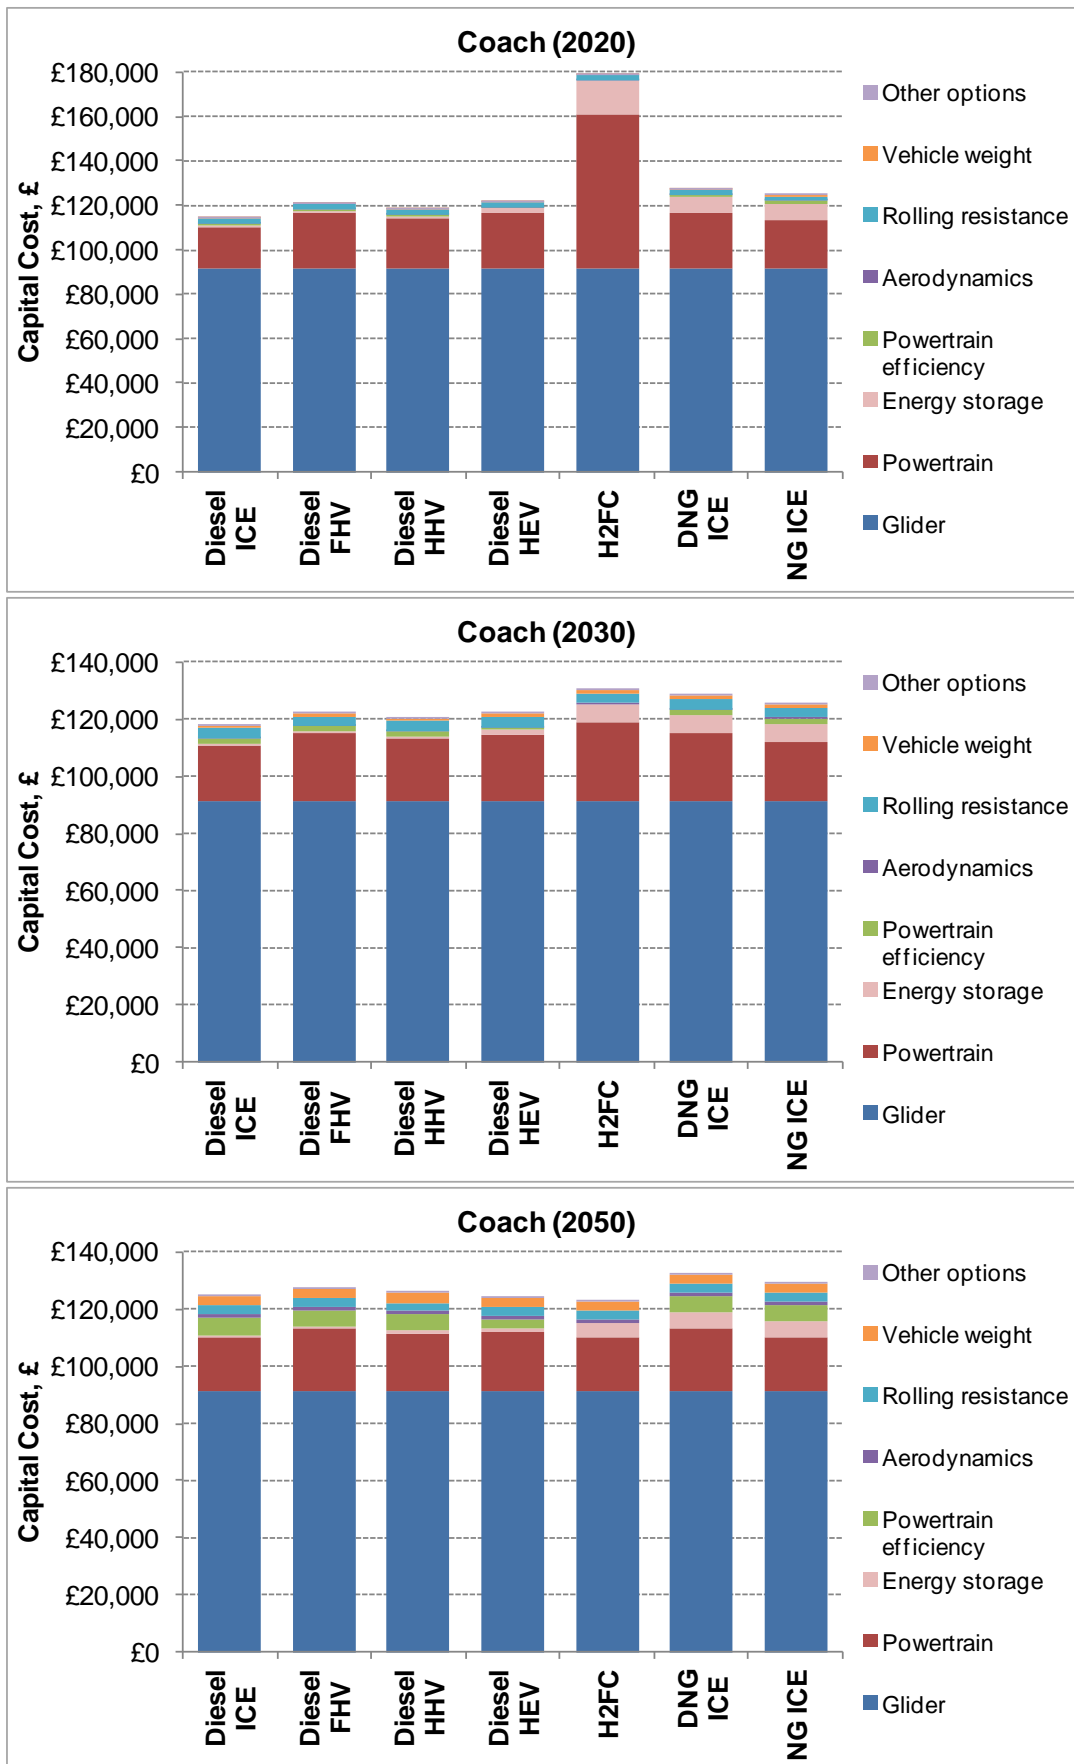 Coach (2020)
Capital Cost, £
£180,000
£160,000
£140,000
£120,000
£100,000
£80,000
£60,000
£40,000
£20,000
£0
Diesel
ICE
Diesel
FHV
Diesel
HHV
Diesel
HEV
H2FC
DNG
ICE
NG ICE
Other options
Vehicle weight
Rolling resistance
Aerodynamics
Powertrain
efficiency
Energy storage
Powertrain
Glider
Coach (2030)
Capital Cost, £
£140,000
£120,000
£100,000
£80,000
£60,000
£40,000
£20,000
£0
Diesel
ICE
Diesel
FHV
Diesel
HHV
Diesel
HEV
H2FC
DNG
ICE
NG ICE
Other options
Vehicle weight
Rolling resistance
Aerodynamics
Powertrain
efficiency
Energy storage
Powertrain
Glider
Coach (2050)
Capital Cost, £
£140,000
£120,000
£100,000
£80,000
£60,000
£40,000
£20,000
£0
Diesel
ICE
Diesel
FHV
Diesel
HHV
Diesel
HEV
H2FC
DNG
ICE
NG ICE
Other options
Vehicle weight
Rolling resistance
Aerodynamics
Powertrain
efficiency
Energy storage
Powertrain
Glider